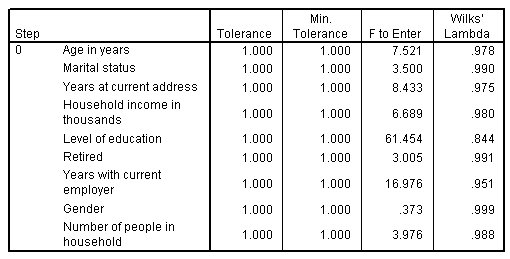 Step Tolerance Min. Tolerance F to Enter Wilks' Lambda
0 Age in years 1.000 1.000 7.521 .978
Marital status 1.000 1.000 3.500 .990
Years at current address 1.000 1.000 8.433 .975
Household income in thousands 1.000 1.000 6.689 .980
Level of education 1.000 1.000 61.454 .844
Retired 1.000 1.000 3.005 .991
Years with current employer 1.000 1.000 16.976 .951
Gender 1.000 1.000 .373 .999
Number of people in household 1.000 1.000 3.976 .988